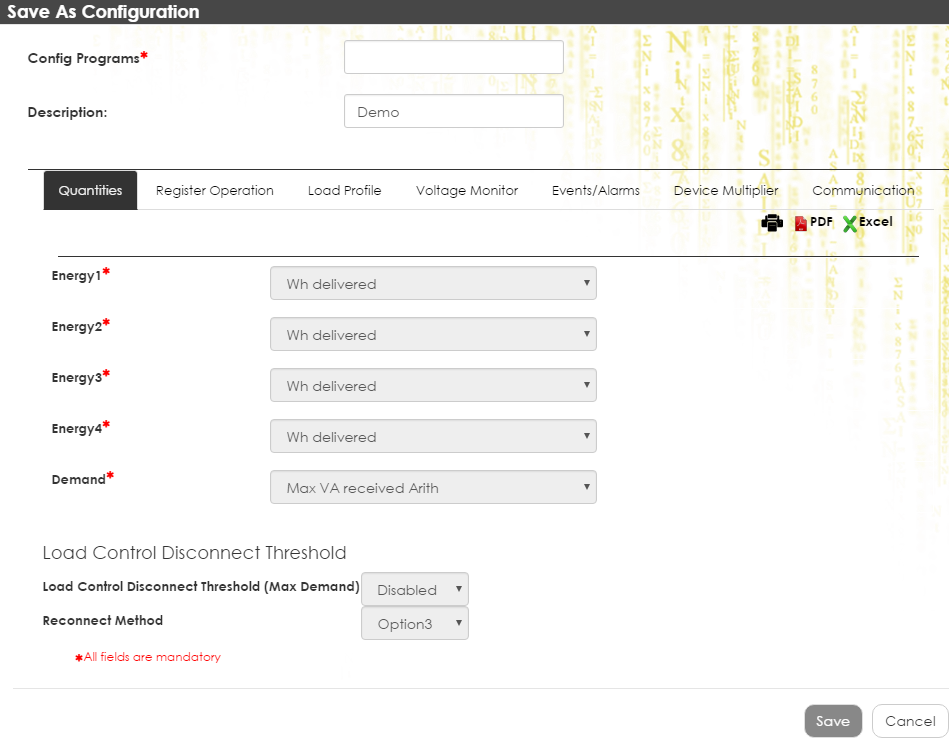 Save As Configuration
Config Programs*
Description: Demo
Quantities Register Operation Load Profile Voltage Monitor Events/Alarms Device Multiplier Communication
PDF Excel
Energy1* Wh delivered
Energy2* Wh delivered
Energy3* Wh delivered
Energy4* Wh delivered
Demand* Max VA received Arith
Load Control Disconnect Threshold
Load Control Disconnect Threshold (Max Demand) Disabled
Reconnect Method Option3
*All fields are mandatory
Save Cancel